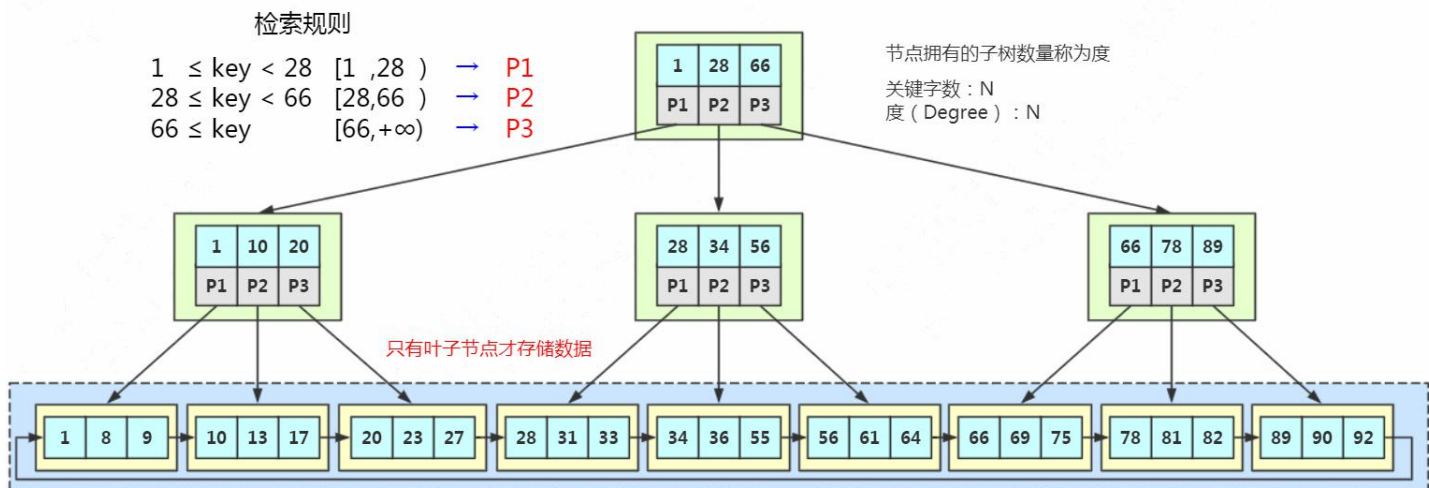 检索规则
1 ≤ key < 28 [1 ,28 ) → P1
28 ≤ key < 66 [28,66 ) → P2
66 ≤ key [66,+∞) → P3
1 28 66
P1 P2 P3
节点拥有的子树数量称为度
关键字数：N
度（Degree）：N
1 10 20
P1 P2 P3
28 34 56
P1 P2 P3
66 78 89
P1 P2 P3
只有叶子节点才存储数据
1 8 9 10 13 17 20 23 27 28 31 33 34 36 55 56 61 64 66 69 75 78 81 82 89 90 92